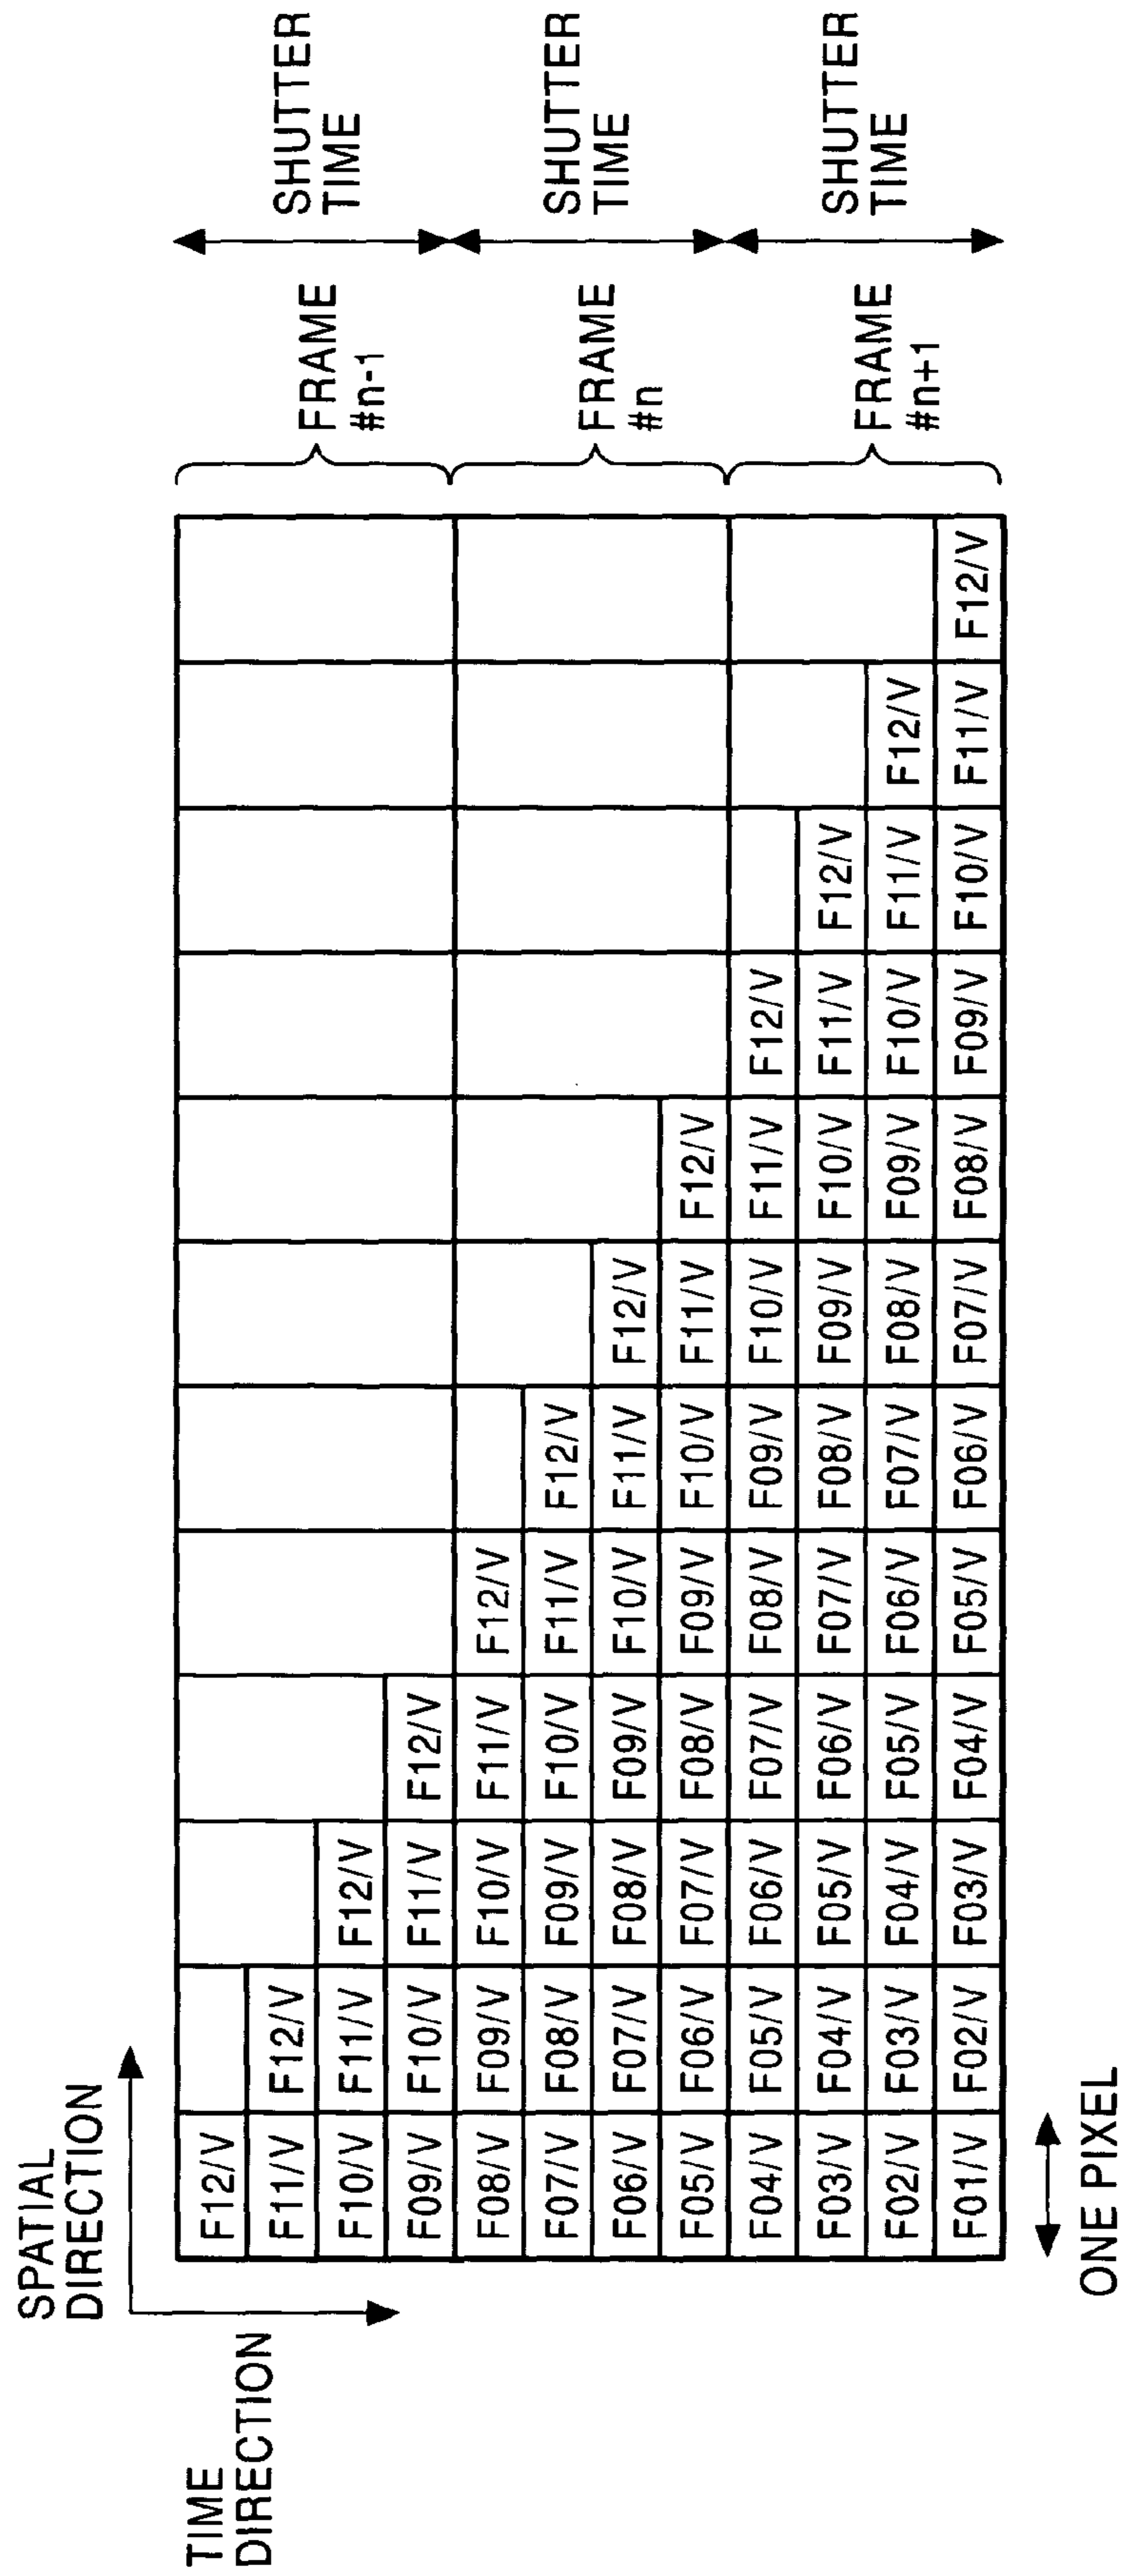 SPATIAL
DIRECTION
TIME
DIRECTION
F12/V
F11/V F12/V
F10/V F11/V F12/V
F09/V F10/V F11/V F12/V
FRAME
#n-1
SHUTTER
TIME
F08/V F09/V F10/V F11/V F12/V
F07/V F08/V F09/V F10/V F11/V F12/V
F06/V F07/V F08/V F09/V F10/V F11/V F12/V
F05/V F06/V F07/V F08/V F09/V F10/V F11/V F12/V
FRAME
#n
SHUTTER
TIME
F04/V F05/V F06/V F07/V F08/V F09/V F10/V F11/V F12/V
F03/V F04/V F05/V F06/V F07/V F08/V F09/V F10/V F11/V F12/V
F02/V F03/V F04/V F05/V F06/V F07/V F08/V F09/V F10/V F11/V F12/V
F01/V F02/V F03/V F04/V F05/V F06/V F07/V F08/V F09/V F10/V F11/V F12/V
FRAME
#n+1
SHUTTER
TIME
ONE PIXEL